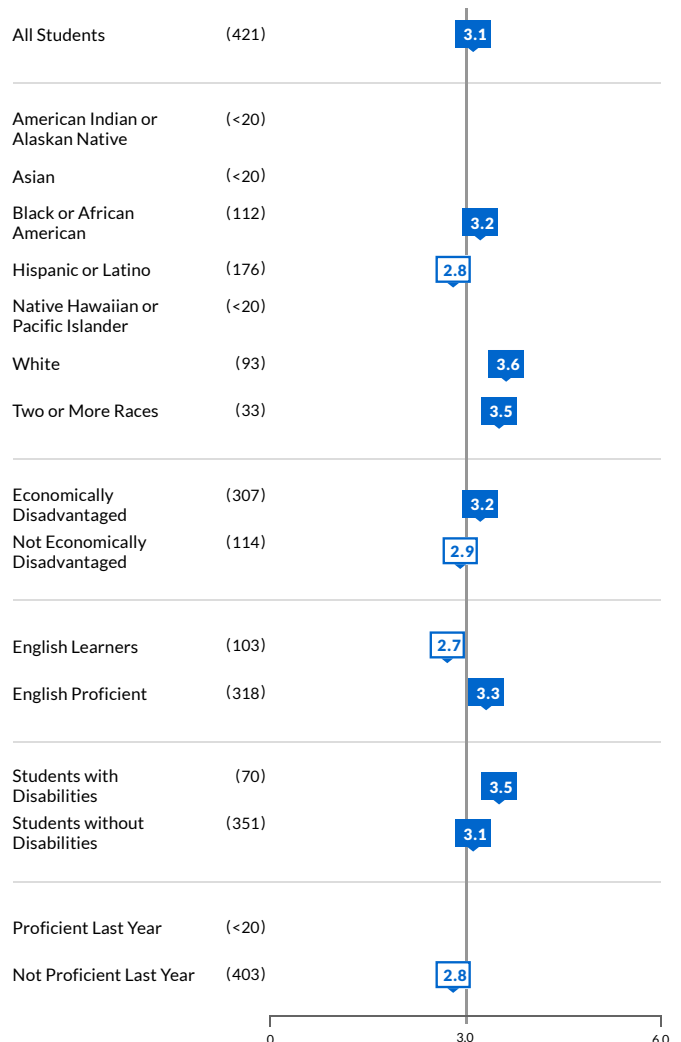 All Students (421) 3.1
American Indian or (<20)
Alaskan Native
Asian (<20)
Black or African (112) 3.2
American
Hispanic or Latino (176) 2.8
Native Hawaiian or (<20)
Pacific Islander
White (93) 3.6
Two or More Races (33) 3.5
Economically (307) 3.2
Disadvantaged
Not Economically (114) 2.9
Disadvantaged
English Learners (103) 2.7
English Proficient (318) 3.3
Students with (70) 3.5
Disabilities
Students without (351) 3.1
Disabilities
Proficient Last Year (<20)
Not Proficient Last Year (403) 2.8
0 3.0 6.0